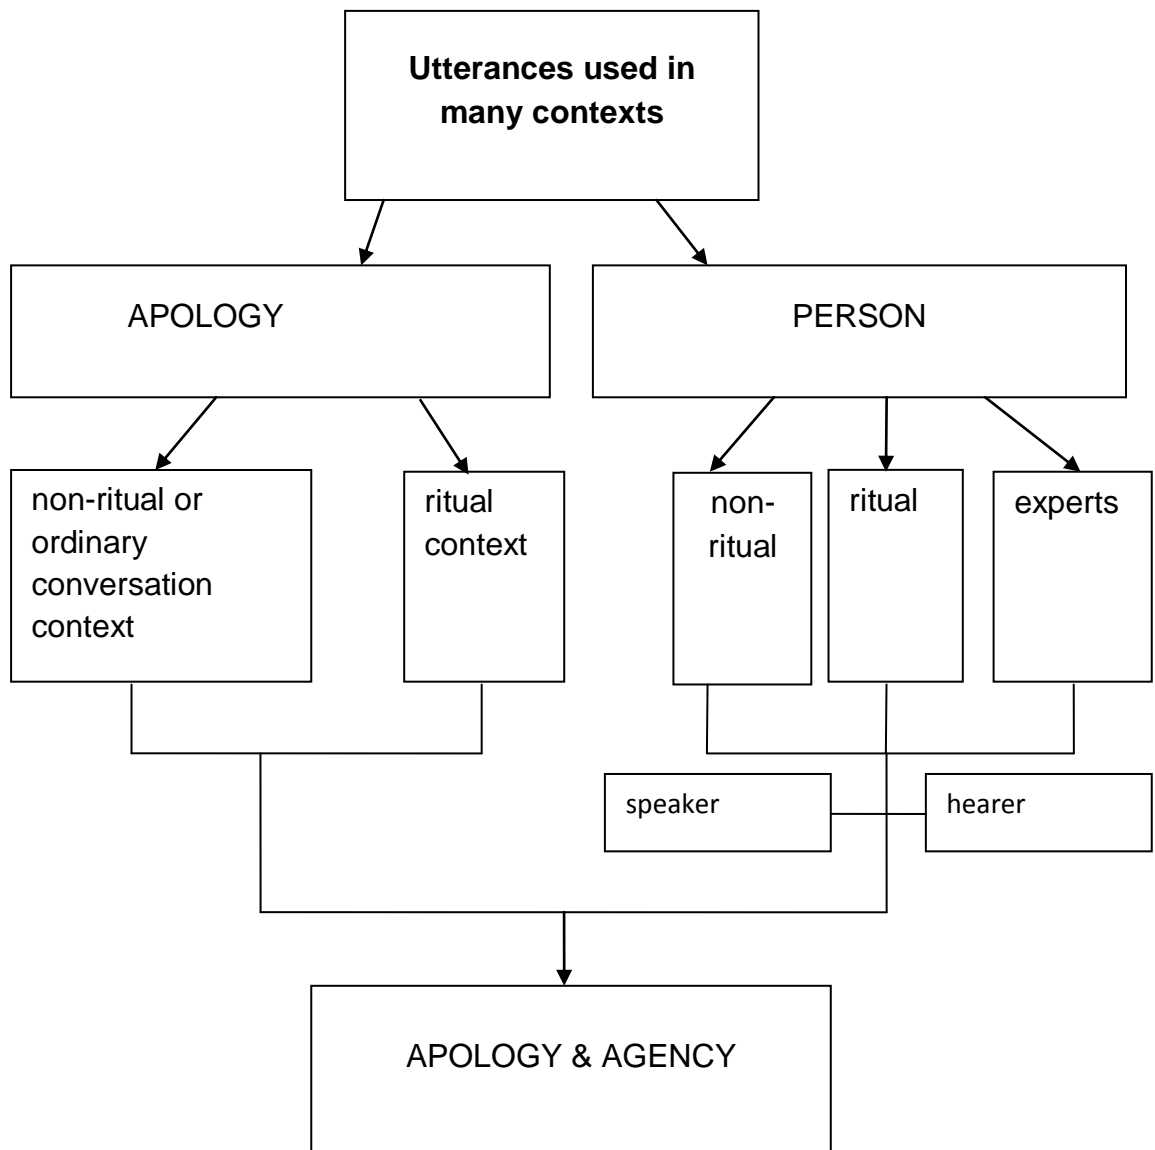 Utterances used in
many contexts
APOLOGY
PERSON
non-ritual or
ordinary
conversation
context
ritual
context
non-
ritual
ritual
experts
speaker
hearer
APOLOGY & AGENCY